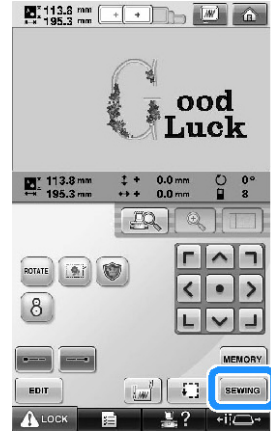 113.8 mm
195.3 mm
ood
Luck
113.8 mm 0.0 mm 0°
195.3 mm 0.0 mm 8
ROTATE
8
MEMORY
EDIT SEWING
LOCK ?